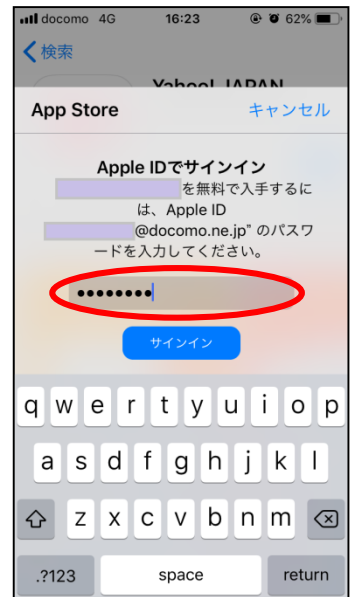 docomo 4G 16:23 62%
検索
Yahoo! JAPAN
App Store キャンセル
Apple IDでサインイン
を無料で入手するに
は、Apple ID
@docomo.ne.jp" のパスワ
ードを入力してください。
●●●●●●●●
サインイン
q w e r t y u i o p
a s d f g h j k l
z x c v b n m
.?123 space return